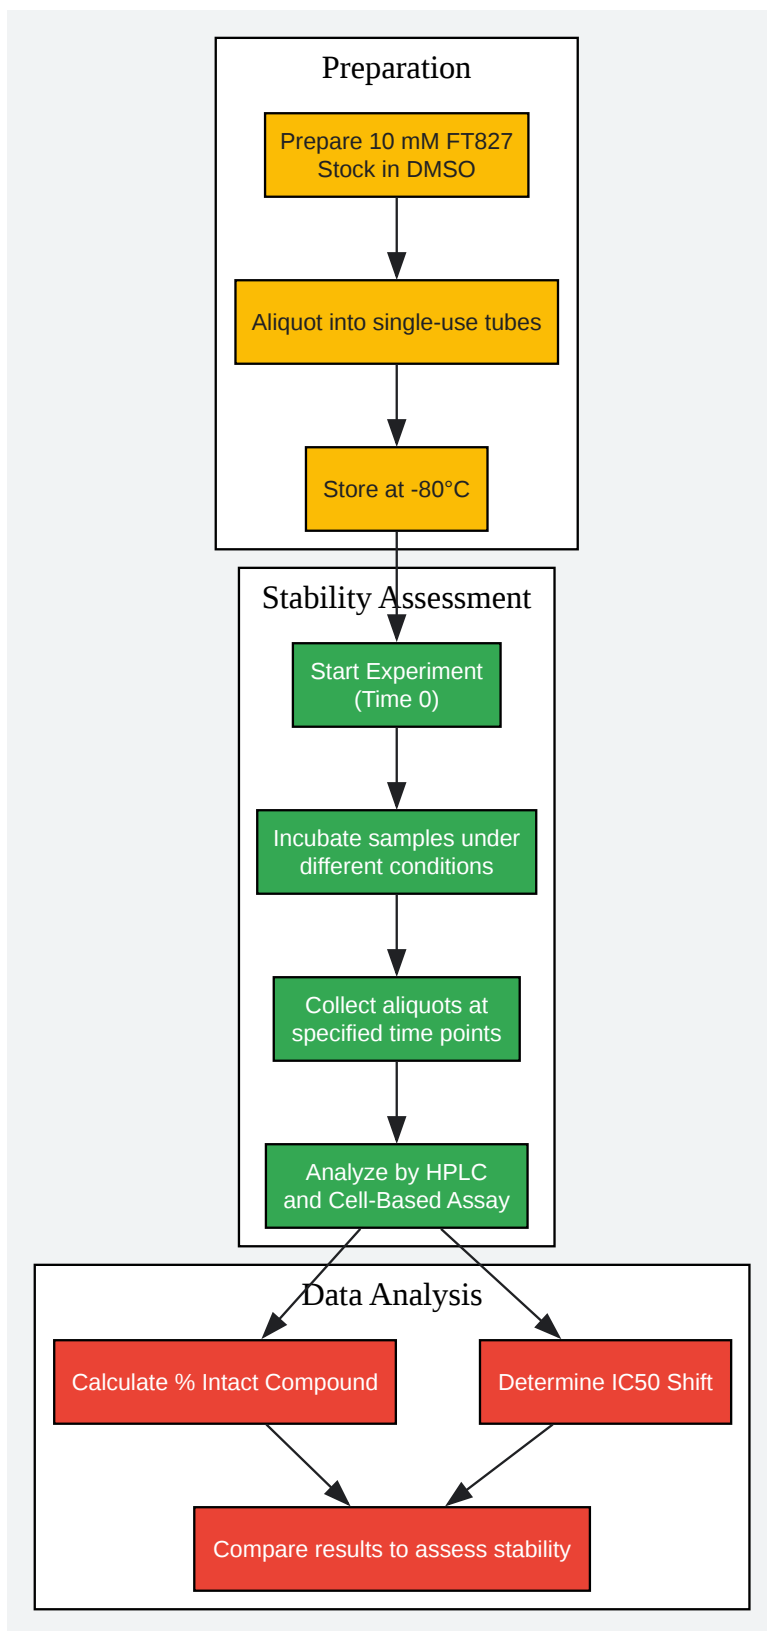 Preparation
Prepare 10 mM FT827
Stock in DMSO
Aliquot into single-use tubes
Store at -80°C
Stability Assessment
Start Experiment
(Time 0)
Incubate samples under
different conditions
Collect aliquots at
specified time points
Analyze by HPLC
and Cell-Based Assay
Data Analysis
Calculate % Intact Compound
Determine IC50 Shift
Compare results to assess stability